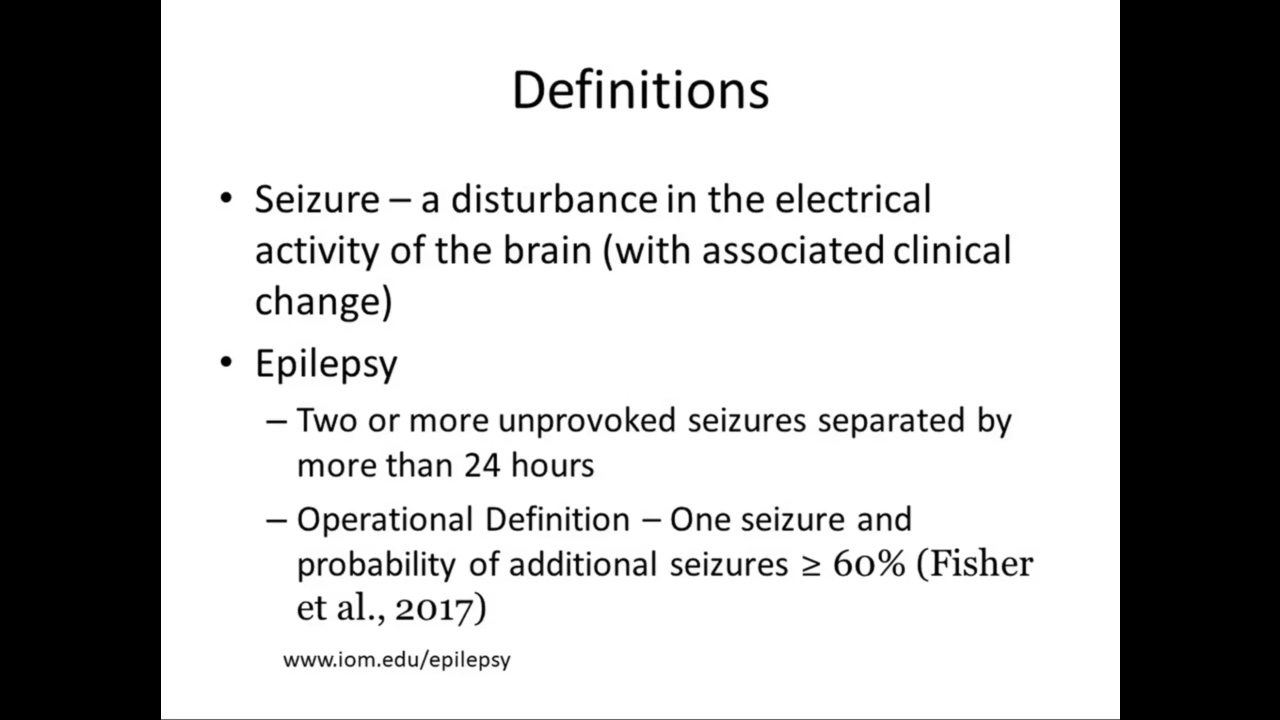 Definitions
• Seizure – a disturbance in the electrical
activity of the brain (with associated clinical
change)
• Epilepsy
– Two or more unprovoked seizures separated by
more than 24 hours
– Operational Definition – One seizure and
probability of additional seizures ≥ 60% (Fisher
et al., 2017)
www.iom.edu/epilepsy